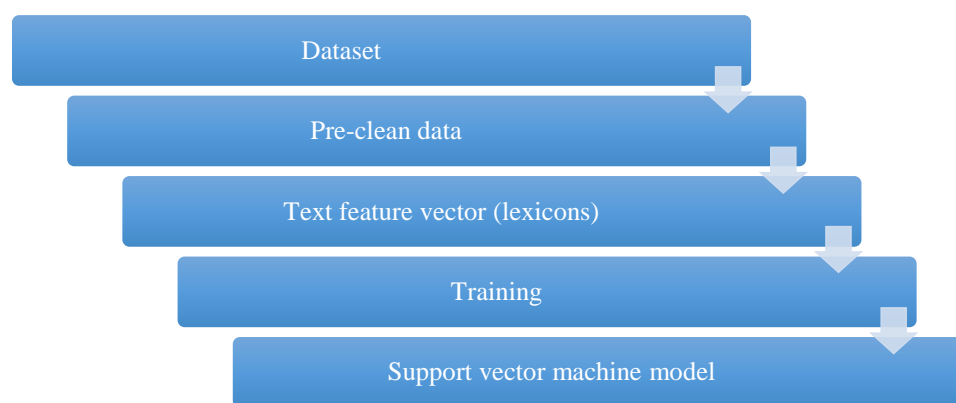 Dataset
Pre-clean data
Text feature vector (lexicons)
Training
Support vector machine model